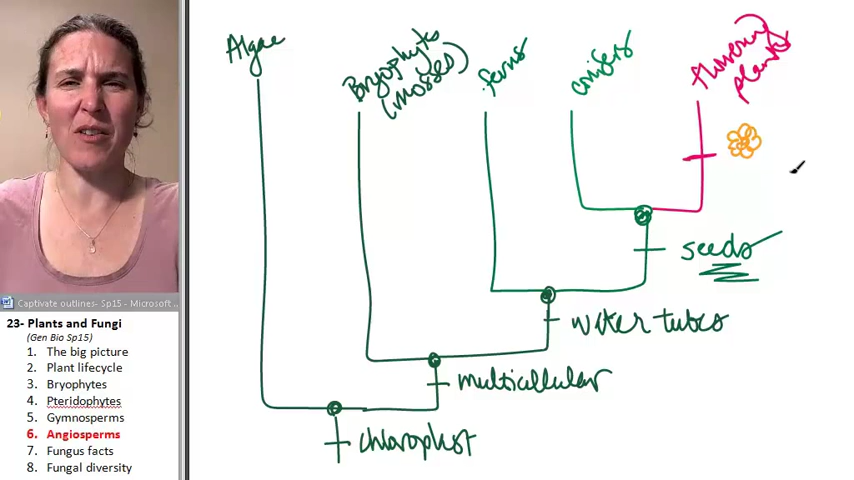 Algae
Bryophytes
(mosses)
ferns
conifers
flowering
plants
seeds
water tubes
multicellular
chloroplast
Captivate outlines- Sp15 - Microsoft ...
23- Plants and Fungi
(Gen Bio Sp15)
1. The big picture
2. Plant lifecycle
3. Bryophytes
4. Pteridophytes
5. Gymnosperms
6. Angiosperms
7. Fungus facts
8. Fungal diversity